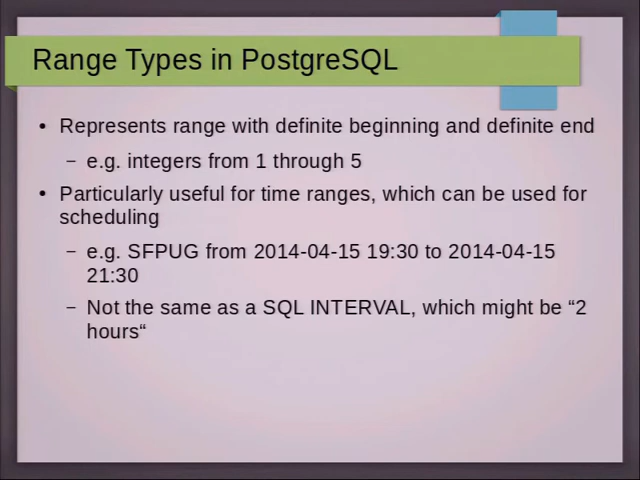 Range Types in PostgreSQL
• Represents range with definite beginning and definite end
– e.g. integers from 1 through 5
• Particularly useful for time ranges, which can be used for
scheduling
– e.g. SFPUG from 2014-04-15 19:30 to 2014-04-15
21:30
– Not the same as a SQL INTERVAL, which might be “2
hours“